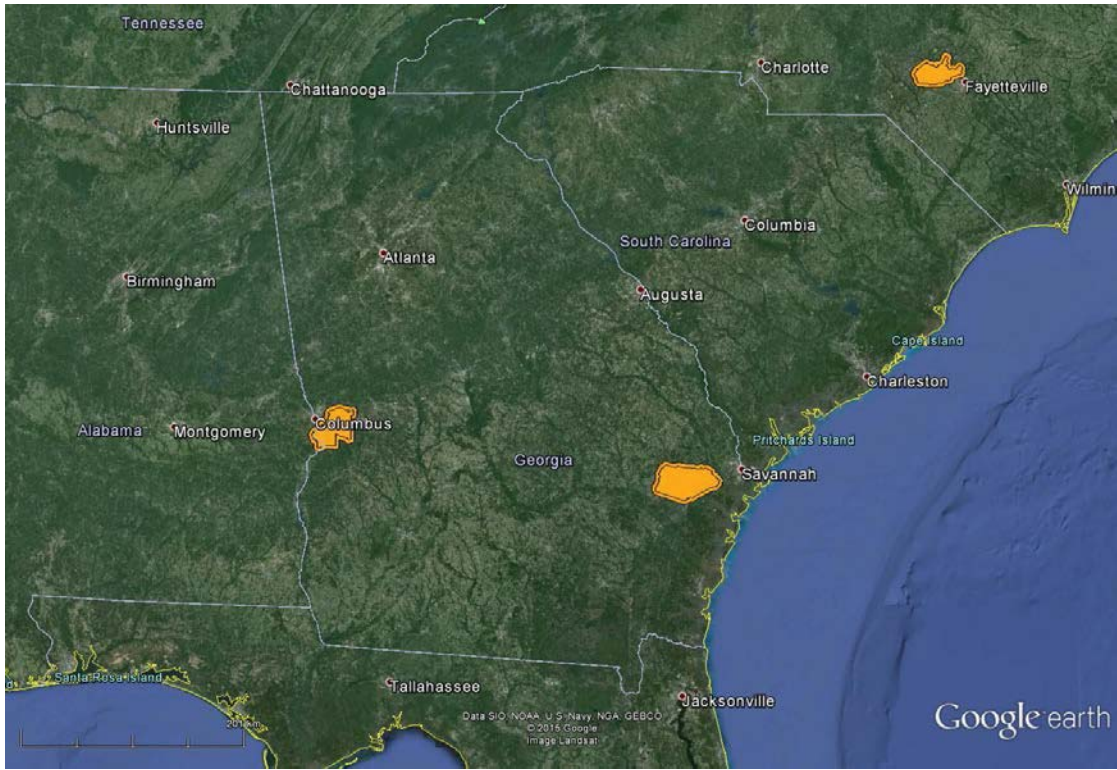 Tennessee
Charlotte
Chattanooga
Fayetteville
Huntsville
Wilmin
Columbia
South Carolina
Atlanta
Birmingham
Augusta
Cape Island
Charleston
Columbus
Alabama
Montgomery
Pritchards Island
Georgia
Savannah
Santa Rosa Island
Tallahassee
Jacksonville
Data SIO, NOAA, U.S. Navy, NGA, GEBCO
© 2015 Google
Image Landsat
Google earth